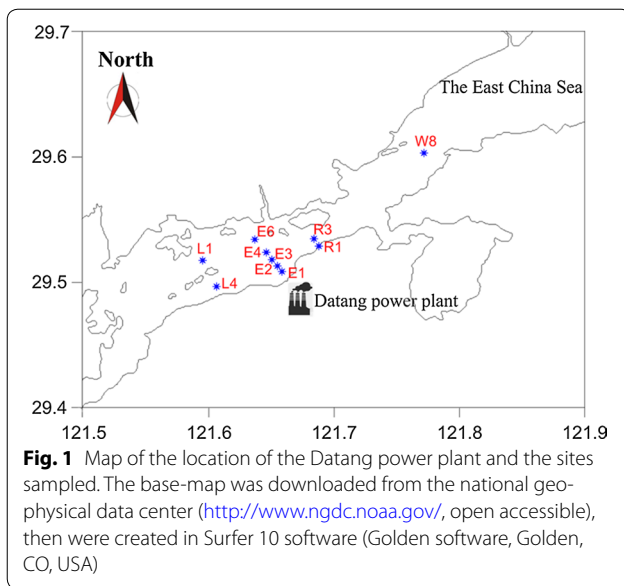 29.7
North
The East China Sea
W8
29.6
E6
R3
E4
E3
R1
L1
E2
E1
29.5
L4
Datang power plant
29.4
121.5
121.6
121.7
121.8
121.9
Fig. 1 Map of the location of the Datang power plant and the sites
sampled. The base-map was downloaded from the national geo-
physical data center (http://www.ngdc.noaa.gov/, open accessible),
then were created in Surfer 10 software (Golden software, Golden,
CO, USA)